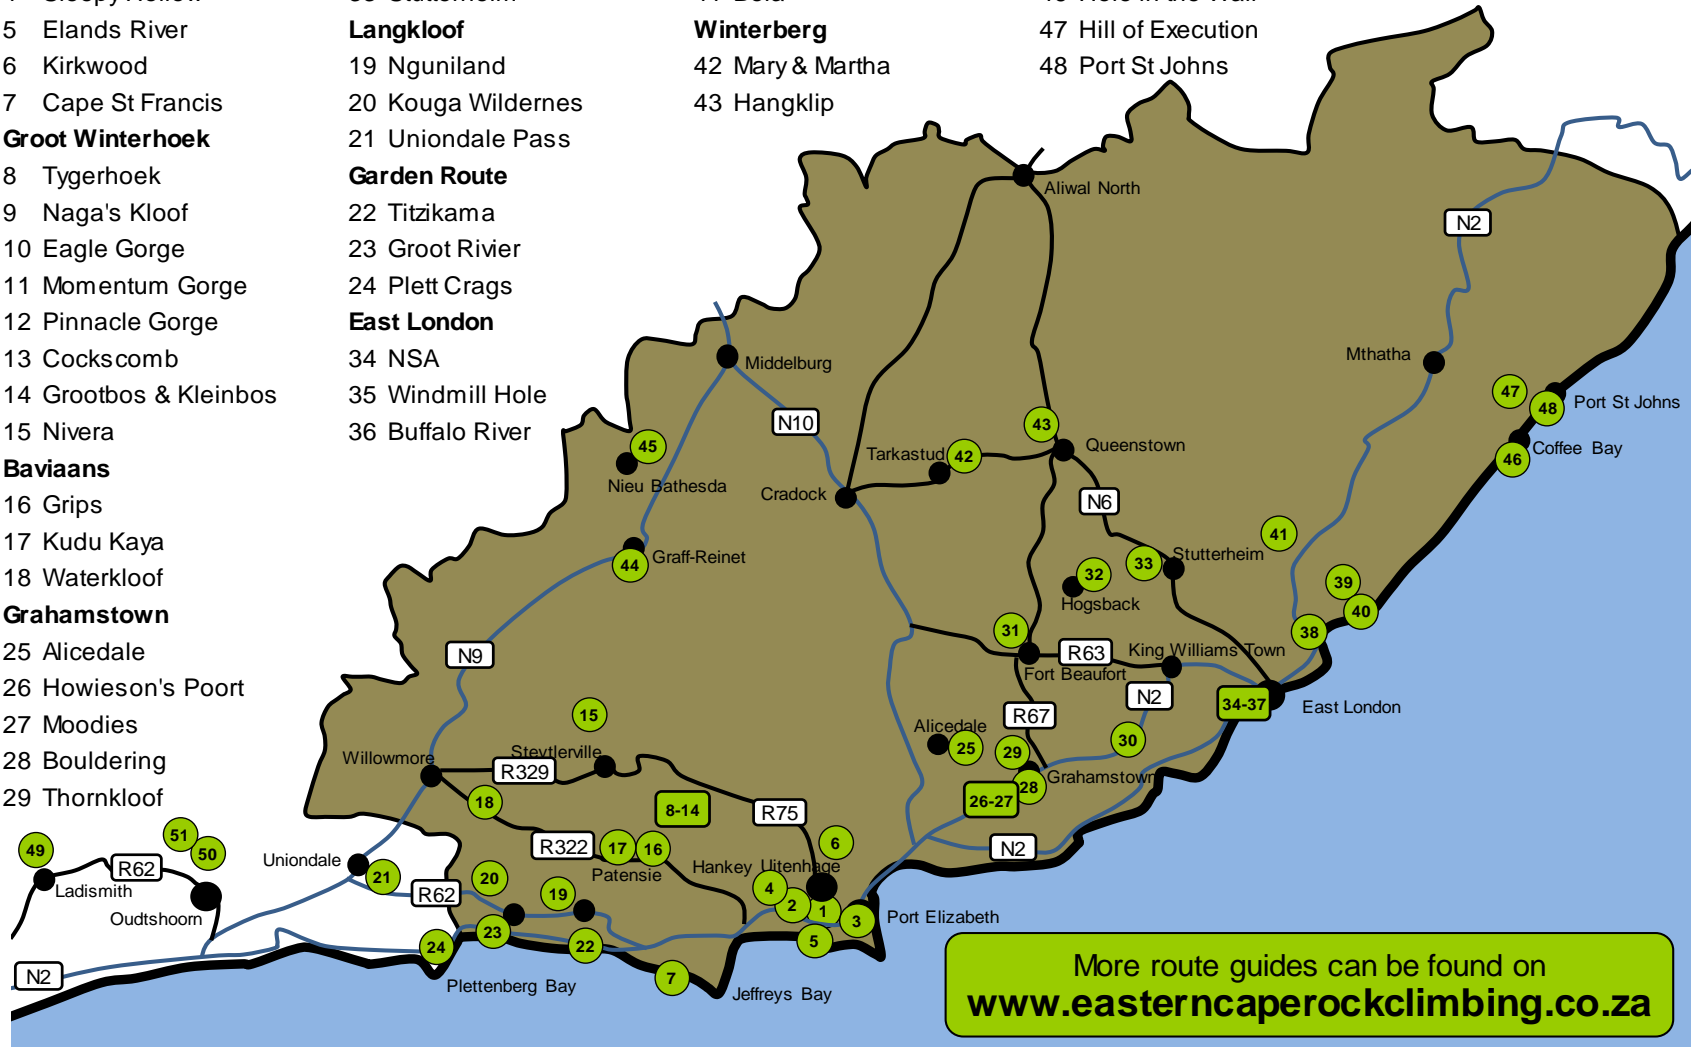 5 Elands River
6 Kirkwood
7 Cape St Francis
Groot Winterhoek
8 Tygerhoek
9 Naga's Kloof
10 Eagle Gorge
11 Momentum Gorge
12 Pinnacle Gorge
13 Cockscomb
14 Grootbos & Kleinbos
15 Nivera
Baviaans
16 Grips
17 Kudu Kaya
18 Waterkloof
Grahamstown
25 Alicedale
26 Howieson's Poort
27 Moodies
28 Bouldering
29 Thornkloof
Langkloof
19 Nguniland
20 Kouga Wildernes
21 Uniondale Pass
Garden Route
22 Titzikama
23 Groot Rivier
24 Plett Crags
East London
34 NSA
35 Windmill Hole
36 Buffalo River
Winterberg
42 Mary & Martha
43 Hangklip
47 Hill of Execution
48 Port St Johns
Aliwal North
N2
Middelburg
Mthatha
N10
47
48
Port St Johns
43
Queenstown
45
Tarkastud
42
Coffee Bay
46
Nieu Bathesda
Cradock
N6
41
Graff-Reinet
44
33
Stutterheim
32
Hogsback
39
40
38
31
R63
King Williams Town
N9
Fort Beaufort
N2
34-37
East London
15
R67
Alicedale
25
29
30
Willowmore
Steytlerville
R329
Grahamstown
28
26-27
18
8-14
R75
N2
51
50
49
R62
Ladismith
Oudtshoorn
R322
17
16
6
Patensie
Hankey
Uitenhage
Uniondale
21
20
R62
19
4
2
1
3
Port Elizabeth
5
24
23
22
7
N2
Plettenberg Bay
Jeffreys Bay
More route guides can be found on
www.easterncaperockclimbing.co.za